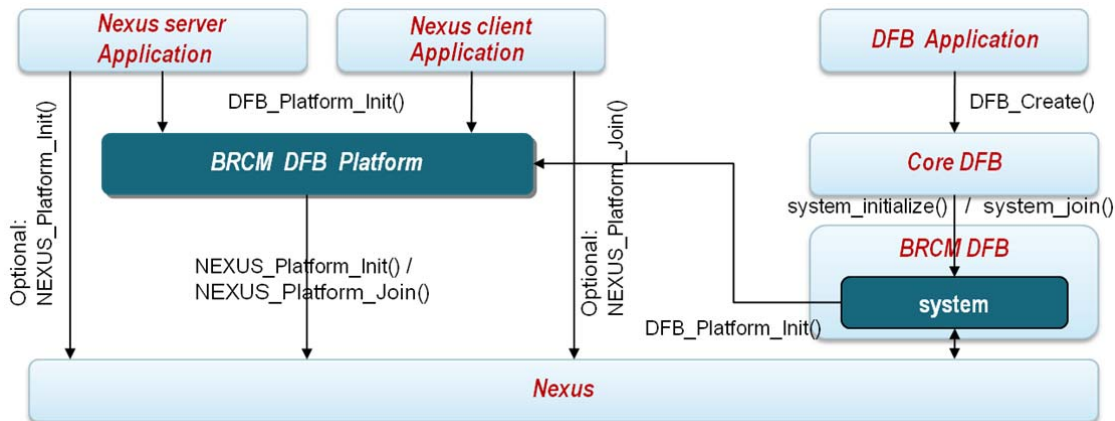 Nexus server
Application
Nexus client
Application
DFB Application
DFB_Platform_Init()
DFB_Create()
Optional:
NEXUS_Platform_Init()
BRCM DFB Platform
Optional:
NEXUS_Platform_Join()
Core DFB
system_initialize() / system_join()
NEXUS_Platform_Init() /
NEXUS_Platform_Join()
BRCM DFB
system
DFB_Platform_Init()
Nexus